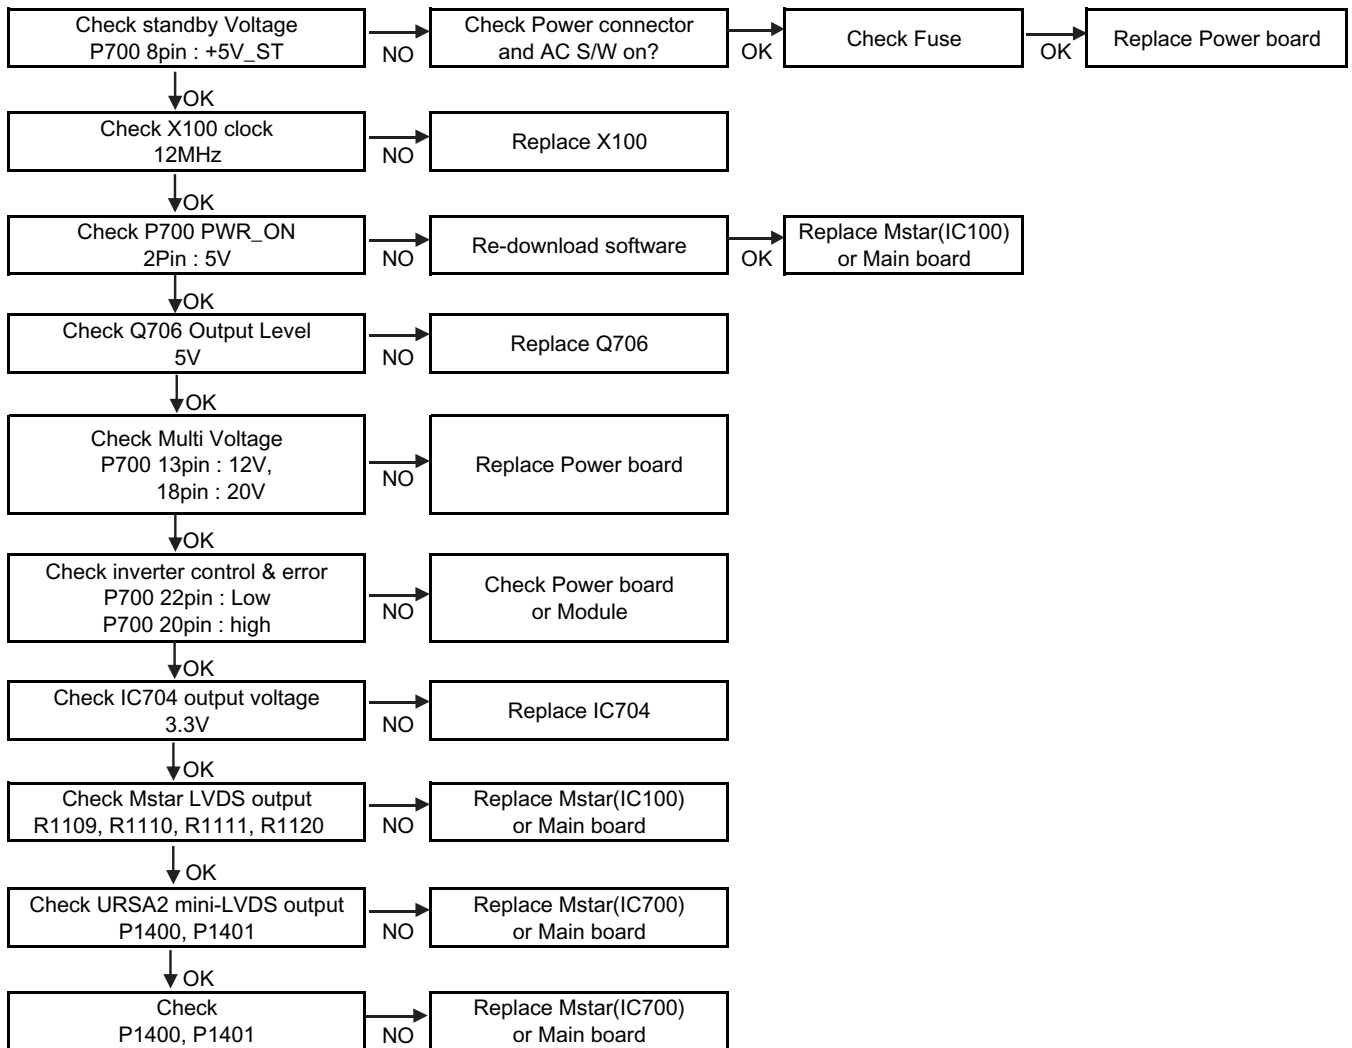 Check standby Voltage
P700 8pin : +5V_ST
NO
Check Power connector
and AC S/W on?
OK
Check Fuse
OK
Replace Power board
OK
Check X100 clock
12MHz
NO
Replace X100
OK
Check P700 PWR_ON
2Pin : 5V
NO
Re-download software
OK
Replace Mstar(IC100)
or Main board
OK
Check Q706 Output Level
5V
NO
Replace Q706
OK
Check Multi Voltage
P700 13pin : 12V,
18pin : 20V
NO
Replace Power board
OK
Check inverter control & error
P700 22pin : Low
P700 20pin : high
NO
Check Power board
or Module
OK
Check IC704 output voltage
3.3V
NO
Replace IC704
OK
Check Mstar LVDS output
R1109, R1110, R1111, R1120
NO
Replace Mstar(IC100)
or Main board
OK
Check URSA2 mini-LVDS output
P1400, P1401
NO
Replace Mstar(IC700)
or Main board
OK
Check
P1400, P1401
NO
Replace Mstar(IC700)
or Main board